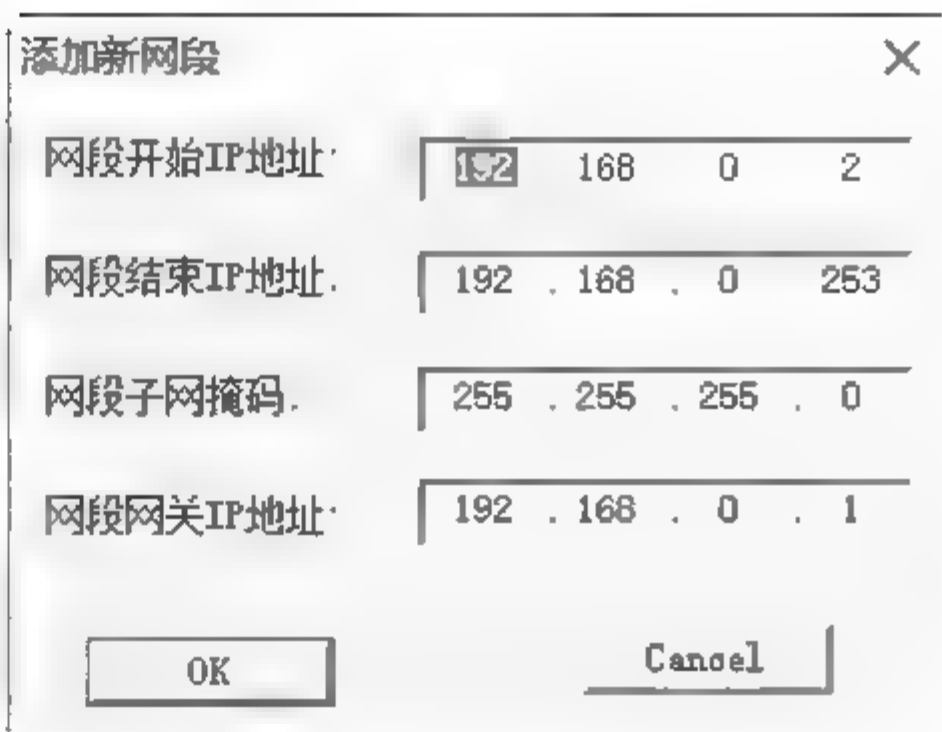 添加新网段
网段开始IP地址: 192 168 0 2
网段结束IP地址. 192 . 168 . 0 253
网段子网掩码. 255 . 255 . 255 . 0
网段网关IP地址: 192 . 168 . 0 . 1
OK Cancel